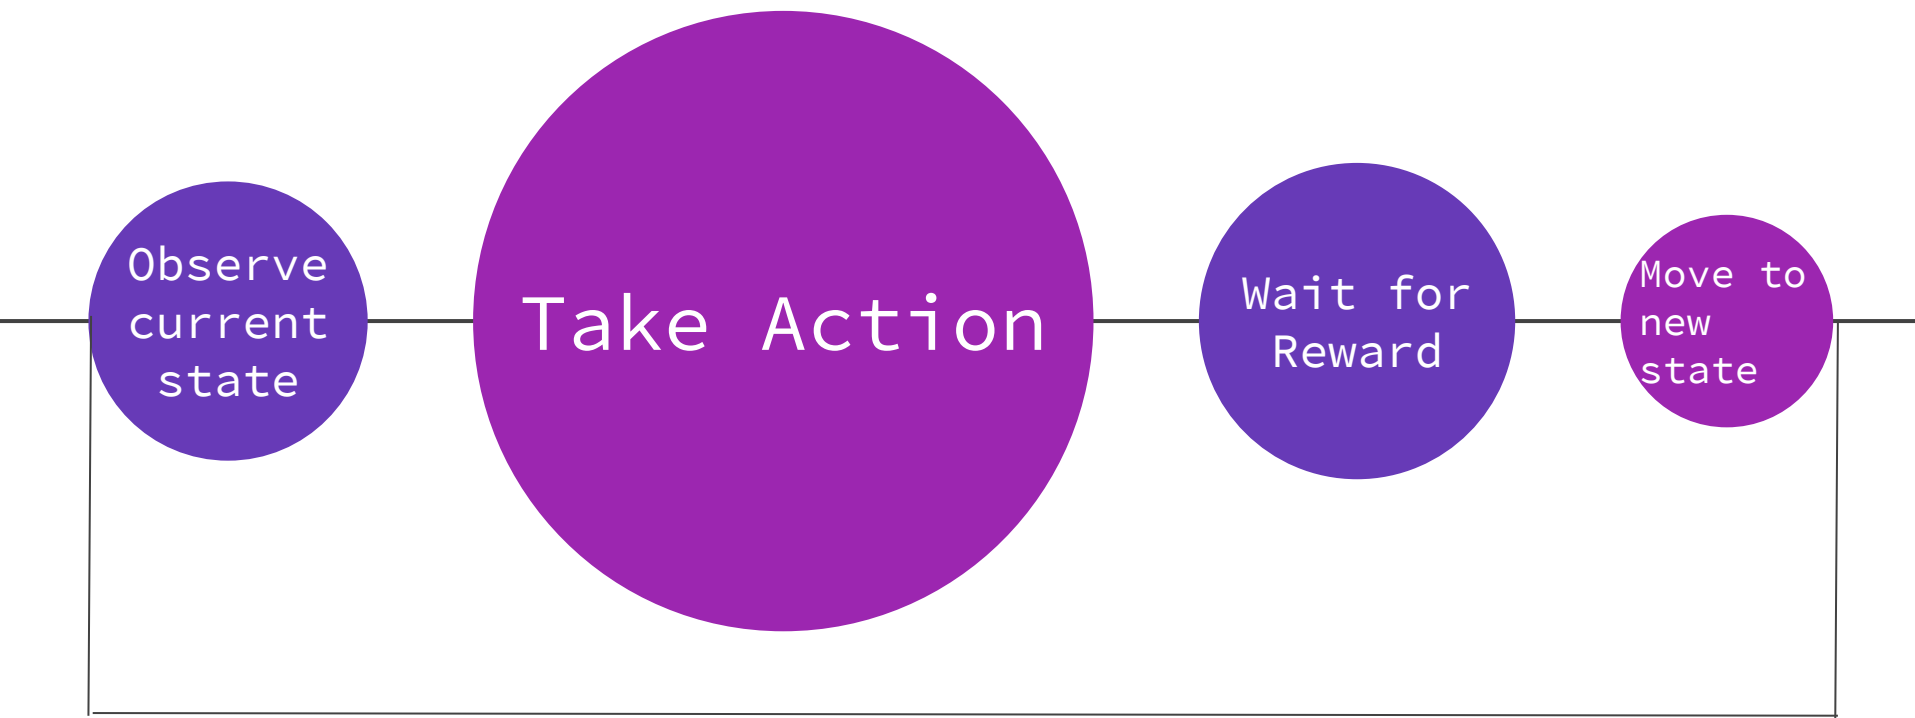 Observe
current
state
Take Action
Wait for
Reward
Move to
new
state